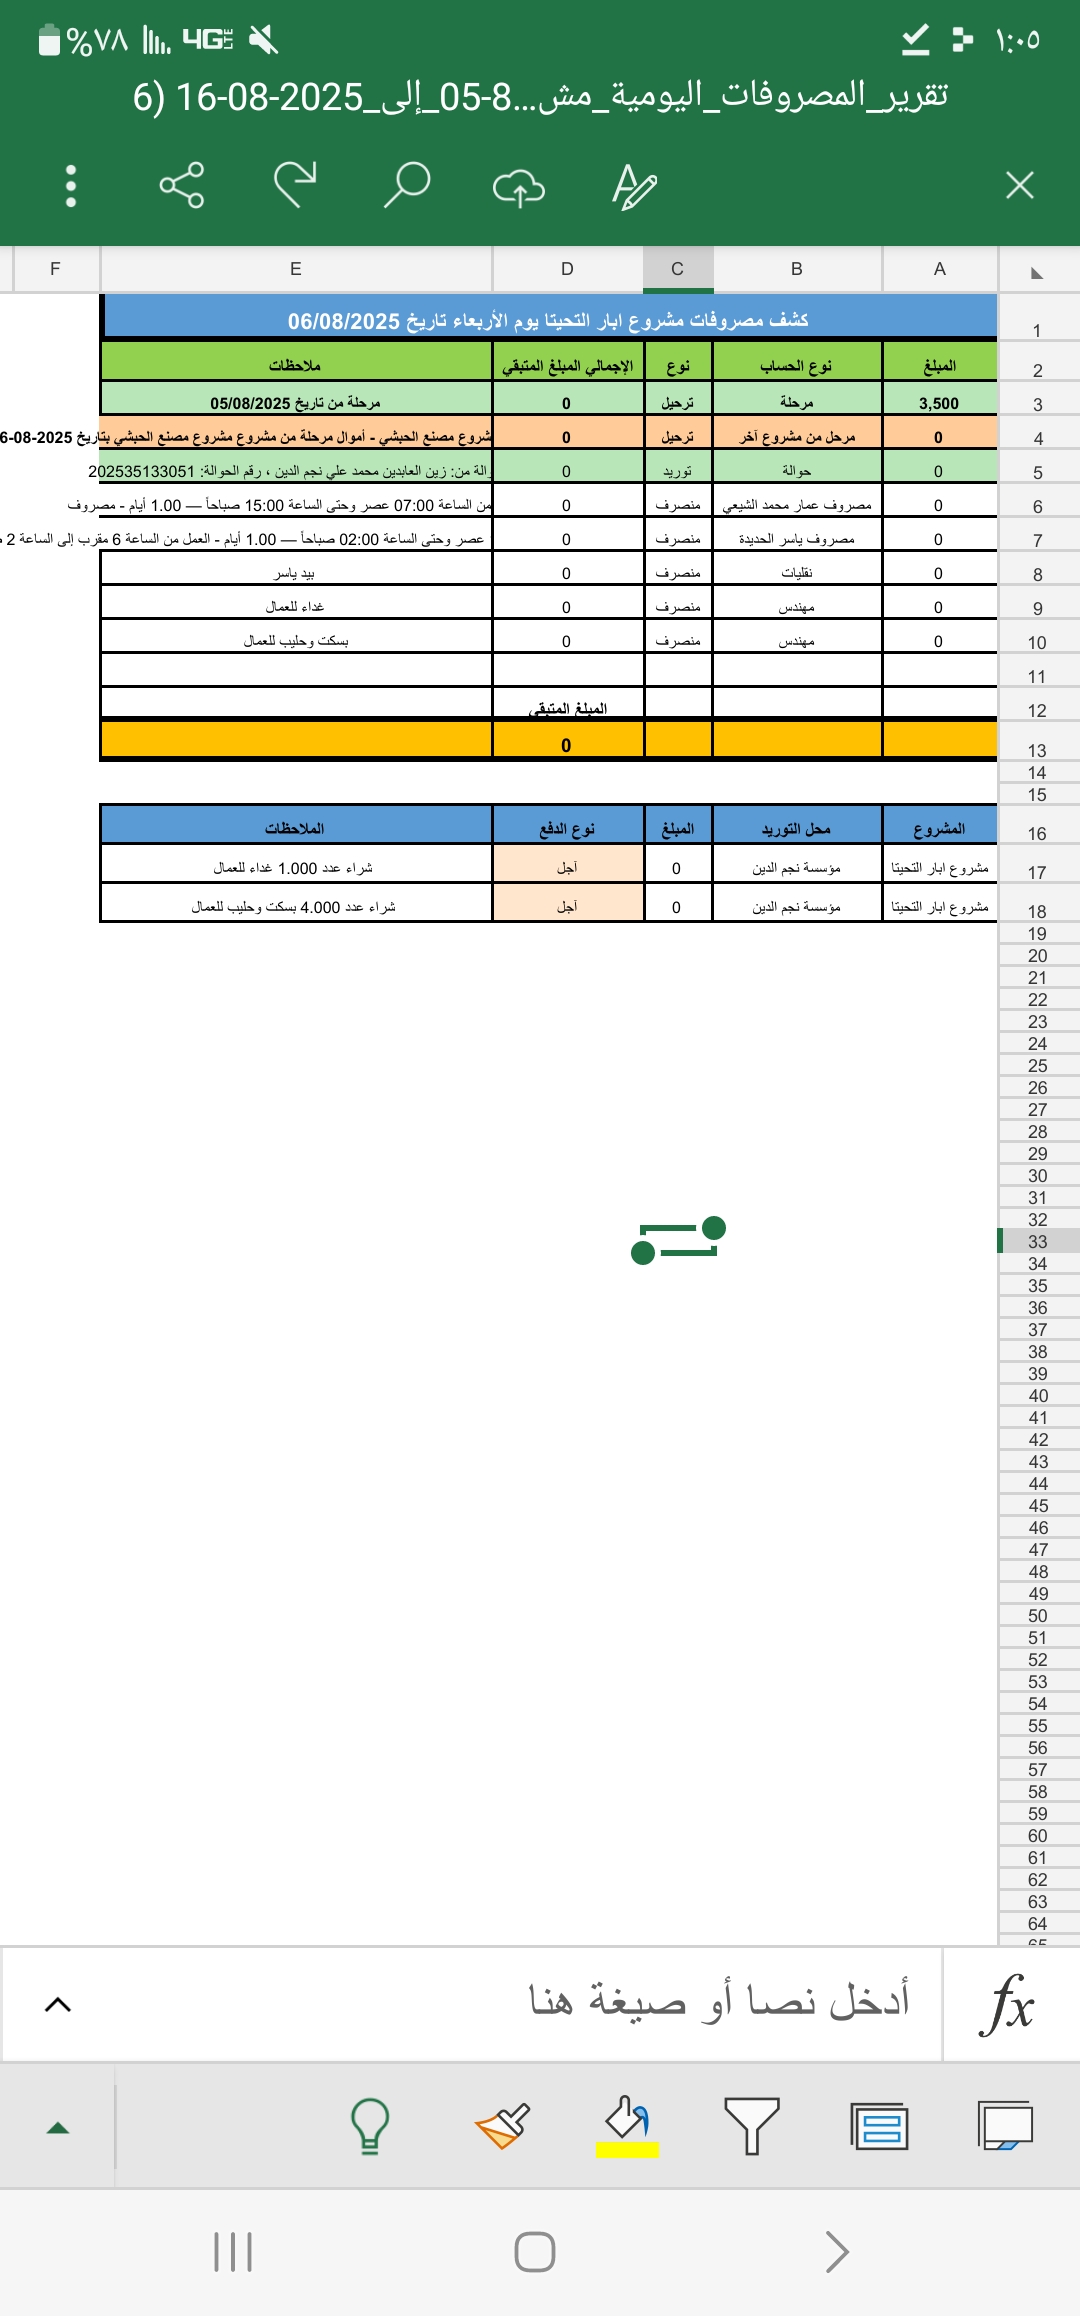 ١:٠٥ 4G LTE %٧٨
تقرير_المصروفات_اليومية_مش...8-05_إلى_2025-08-16 (6
A B C D E F
1 كشف مصروفات مشروع ابار التحيتا يوم الأربعاء تاريخ 06/08/2025
2 المبلغ نوع الحساب نوع الإجمالي المبلغ المتبقي ملاحظات
3 3,500 مرحلة ترحيل 0 مرحلة من تاريخ 05/08/2025
4 0 مرحل من مشروع آخر ترحيل 0 شروع مصنع الحبشي - أموال مرحلة من مشروع مشروع مصنع الحبشي بتاريخ 2025-08-6
5 0 حوالة توريد 0 الة من: زين العابدين محمد علي نجم الدين ، رقم الحوالة: 202535133051
6 0 مصروف عمار محمد الشيعي منصرف 0 من الساعة 07:00 عصر وحتى الساعة 15:00 صباحاً — 1.00 أيام - مصروف
7 0 مصروف ياسر الحديدة منصرف 0 عصر وحتى الساعة 02:00 صباحاً — 1.00 أيام - العمل من الساعة 6 مقرب إلى الساعة 2
8 0 نقليات منصرف 0 بيد ياسر
9 0 مهندس منصرف 0 غداء للعمال
10 0 مهندس منصرف 0 بسكت وحليب للعمال
11
12 المبلغ المتبقي
13 0
14
15
16 المشروع محل التوريد المبلغ نوع الدفع الملاحظات
17 مشروع ابار التحيتا مؤسسة نجم الدين 0 آجل شراء عدد 1.000 غداء للعمال
18 مشروع ابار التحيتا مؤسسة نجم الدين 0 آجل شراء عدد 4.000 بسكت وحليب للعمال
19
20
21
22
23
24
25
26
27
28
29
30
31
32
33
34
35
36
37
38
39
40
41
42
43
44
45
46
47
48
49
50
51
52
53
54
55
56
57
58
59
60
61
62
63
64
65
fx أدخل نصا أو صيغة هنا